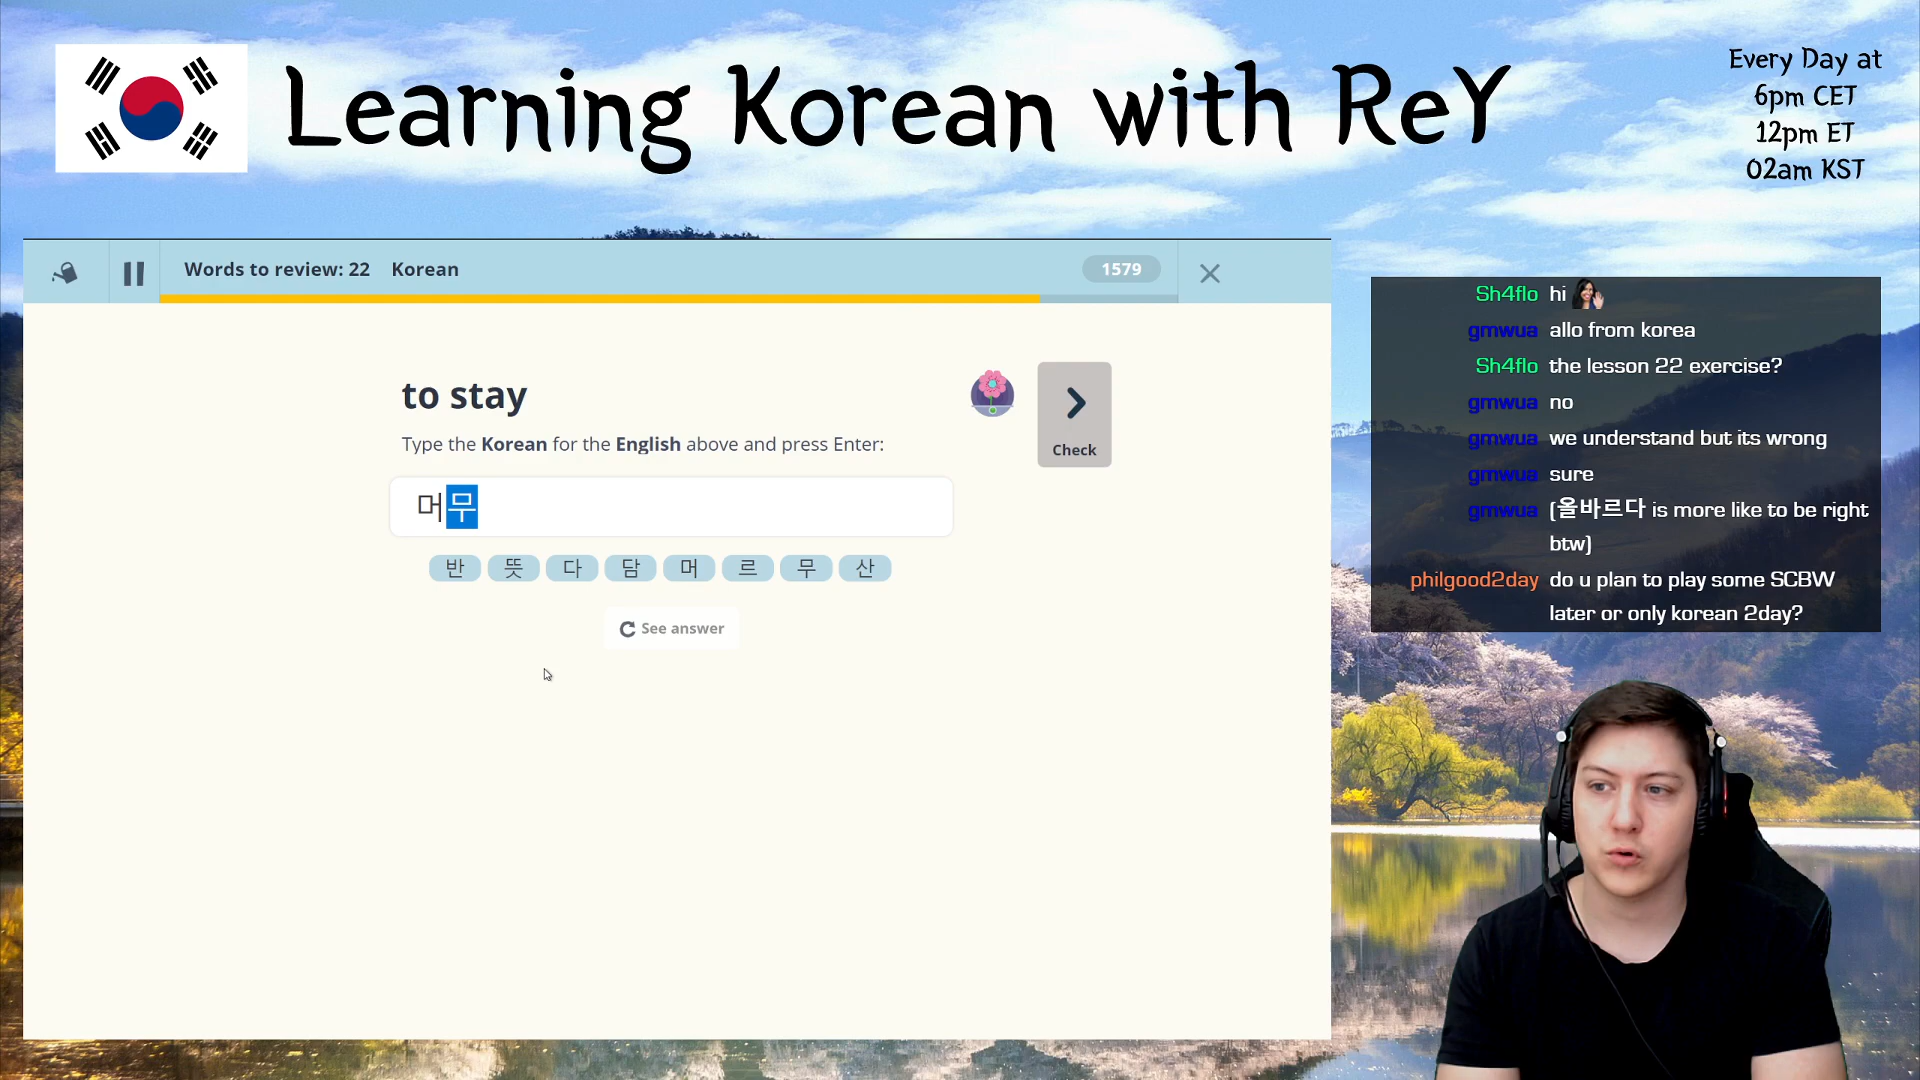 Learning Korean with ReY
Every Day at
6pm CET
12pm ET
02am KST
Words to review: 22 Korean 1579
to stay
Type the Korean for the English above and press Enter:
Check
머무
반 뜻 다 담 머 르 무 산
See answer
Sh4flo hi
gmwua allo from korea
Sh4flo the lesson 22 exercise?
gmwua no
gmwua we understand but its wrong
gmwua sure
gmwua (올바르다 is more like to be right
btw)
philgood2day do u plan to play some SCBW
later or only korean 2day?